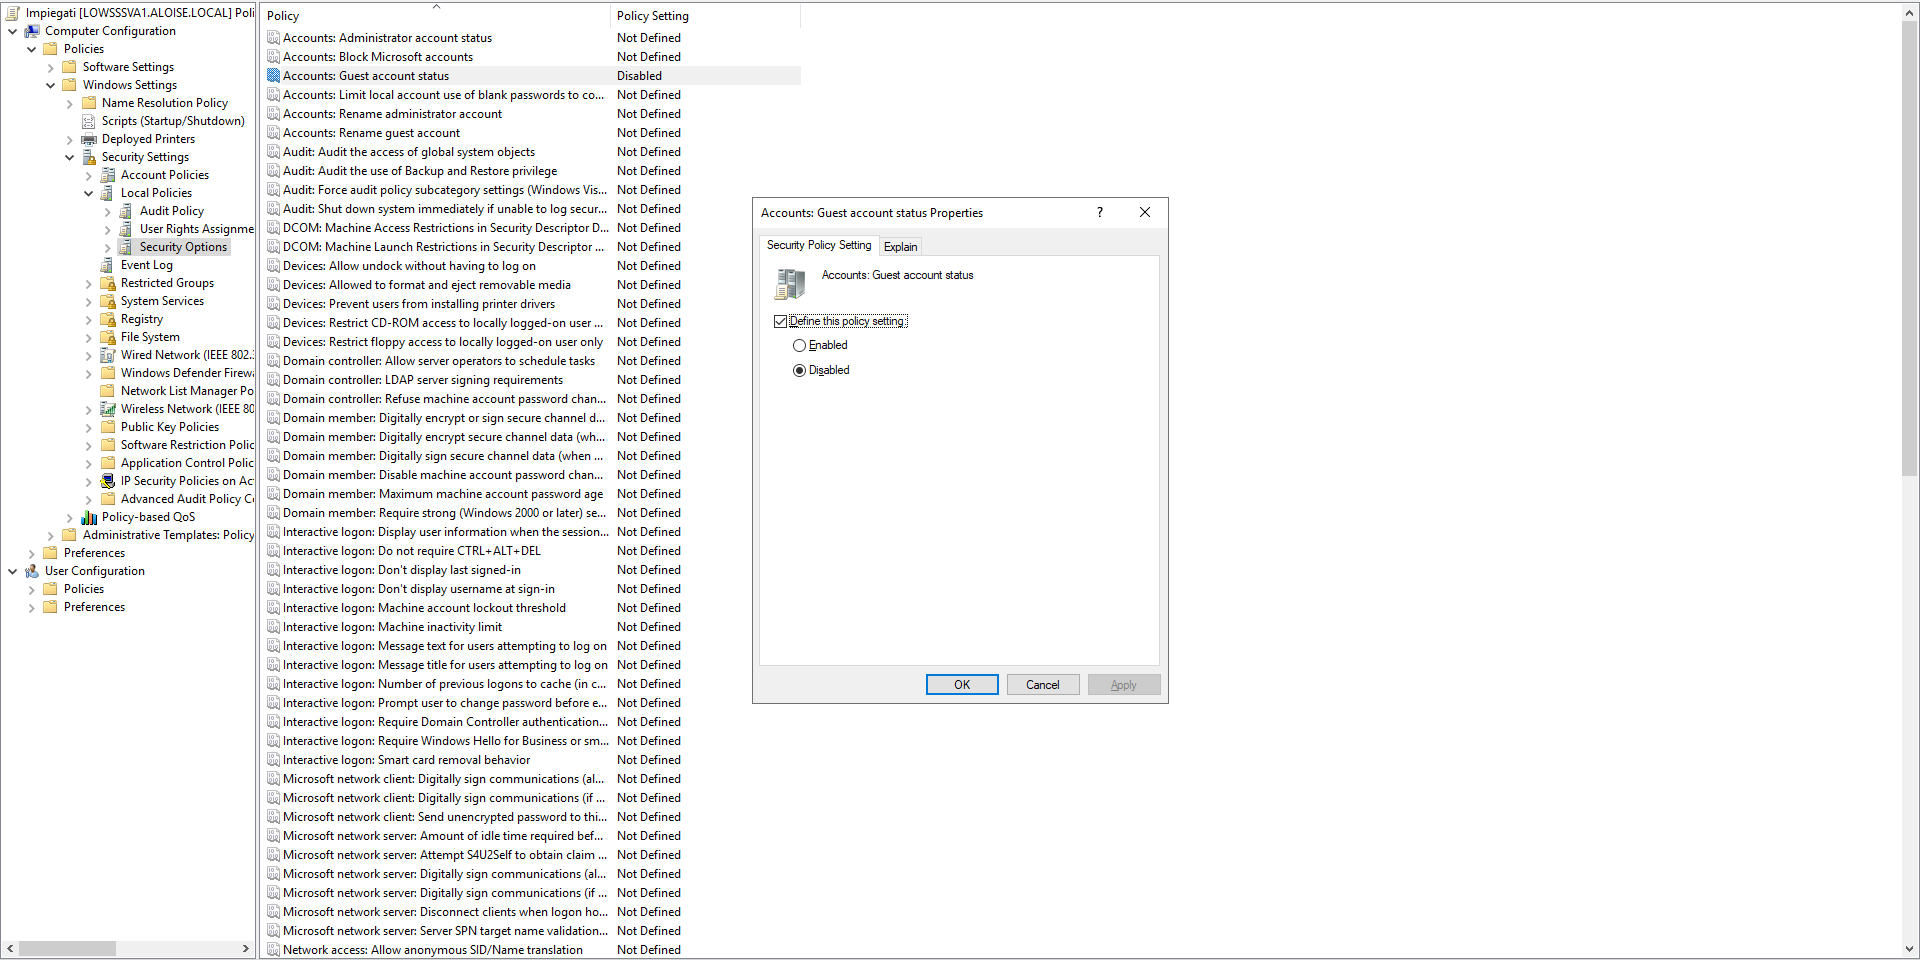 Impiegati [LOWSSSVA1.ALOISE.LOCAL] Poli
Computer Configuration
Policies
Software Settings
Windows Settings
Name Resolution Policy
Scripts (Startup/Shutdown)
Deployed Printers
Security Settings
Account Policies
Local Policies
Audit Policy
User Rights Assignme
Security Options
Event Log
Restricted Groups
System Services
Registry
File System
Wired Network (IEEE 802.3
Windows Defender Firewa
Network List Manager Po
Wireless Network (IEEE 80
Public Key Policies
Software Restriction Polic
Application Control Polic
IP Security Policies on Ac
Advanced Audit Policy C
Policy-based QoS
Administrative Templates: Policy
Preferences
User Configuration
Policies
Preferences
Policy Policy Setting
Accounts: Administrator account status Not Defined
Accounts: Block Microsoft accounts Not Defined
Accounts: Guest account status Disabled
Accounts: Limit local account use of blank passwords to co... Not Defined
Accounts: Rename administrator account Not Defined
Accounts: Rename guest account Not Defined
Audit: Audit the access of global system objects Not Defined
Audit: Audit the use of Backup and Restore privilege Not Defined
Audit: Force audit policy subcategory settings (Windows Vis... Not Defined
Audit: Shut down system immediately if unable to log secur... Not Defined
DCOM: Machine Access Restrictions in Security Descriptor D... Not Defined
DCOM: Machine Launch Restrictions in Security Descriptor ... Not Defined
Devices: Allow undock without having to log on Not Defined
Devices: Allowed to format and eject removable media Not Defined
Devices: Prevent users from installing printer drivers Not Defined
Devices: Restrict CD-ROM access to locally logged-on user ... Not Defined
Devices: Restrict floppy access to locally logged-on user only Not Defined
Domain controller: Allow server operators to schedule tasks Not Defined
Domain controller: LDAP server signing requirements Not Defined
Domain controller: Refuse machine account password chan... Not Defined
Domain member: Digitally encrypt or sign secure channel d... Not Defined
Domain member: Digitally encrypt secure channel data (wh... Not Defined
Domain member: Digitally sign secure channel data (when ... Not Defined
Domain member: Disable machine account password chan... Not Defined
Domain member: Maximum machine account password age Not Defined
Domain member: Require strong (Windows 2000 or later) se... Not Defined
Interactive logon: Display user information when the session... Not Defined
Interactive logon: Do not require CTRL+ALT+DEL Not Defined
Interactive logon: Don't display last signed-in Not Defined
Interactive logon: Don't display username at sign-in Not Defined
Interactive logon: Machine account lockout threshold Not Defined
Interactive logon: Machine inactivity limit Not Defined
Interactive logon: Message text for users attempting to log on Not Defined
Interactive logon: Message title for users attempting to log on Not Defined
Interactive logon: Number of previous logons to cache (in c... Not Defined
Interactive logon: Prompt user to change password before e... Not Defined
Interactive logon: Require Domain Controller authentication... Not Defined
Interactive logon: Require Windows Hello for Business or sm... Not Defined
Interactive logon: Smart card removal behavior Not Defined
Microsoft network client: Digitally sign communications (al... Not Defined
Microsoft network client: Digitally sign communications (if ... Not Defined
Microsoft network client: Send unencrypted password to thi... Not Defined
Microsoft network server: Amount of idle time required bef... Not Defined
Microsoft network server: Attempt S4U2Self to obtain claim ... Not Defined
Microsoft network server: Digitally sign communications (al... Not Defined
Microsoft network server: Digitally sign communications (if ... Not Defined
Microsoft network server: Disconnect clients when logon ho... Not Defined
Microsoft network server: Server SPN target name validation... Not Defined
Network access: Allow anonymous SID/Name translation Not Defined
Accounts: Guest account status Properties ?
Security Policy Setting Explain
Accounts: Guest account status
Define this policy setting:
Enabled
Disabled
OK Cancel Apply